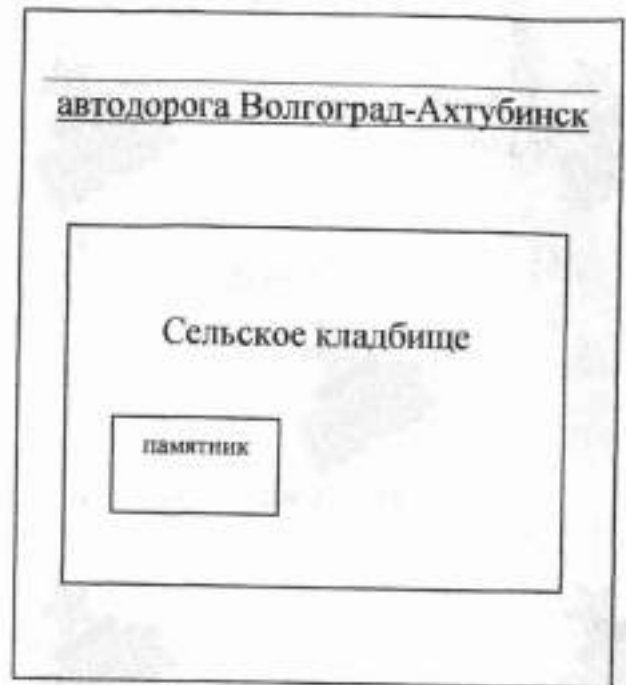 автодорога Волгоград-Ахтубинск
Сельское кладбище
памятник